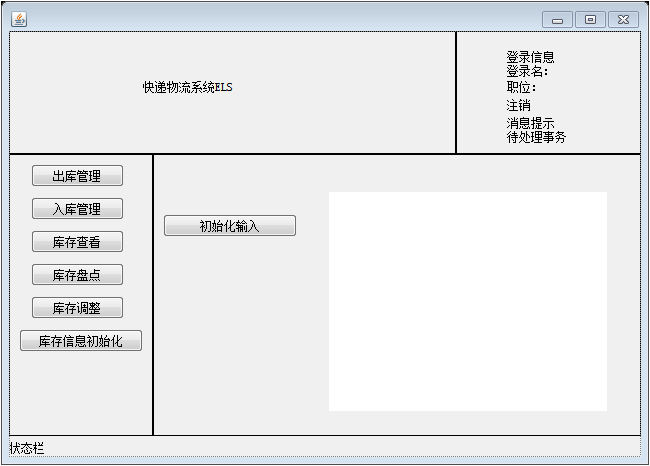 快递物流系统ELS
登录信息
登录名：
职位：
注销
消息提示
待处理事务
出库管理
入库管理
库存查看
库存盘点
库存调整
库存信息初始化
初始化输入
状态栏